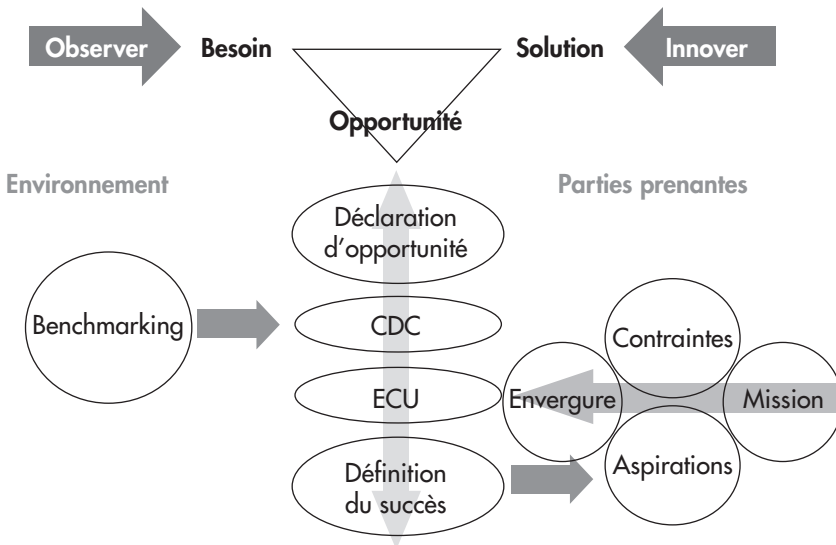 Observer
Besoin
Solution
Innover
Opportunité
Environnement
Parties prenantes
Déclaration
d'opportunité
Benchmarking
CDC
Contraintes
ECU
Envergure
Mission
Définition
du succès
Aspirations